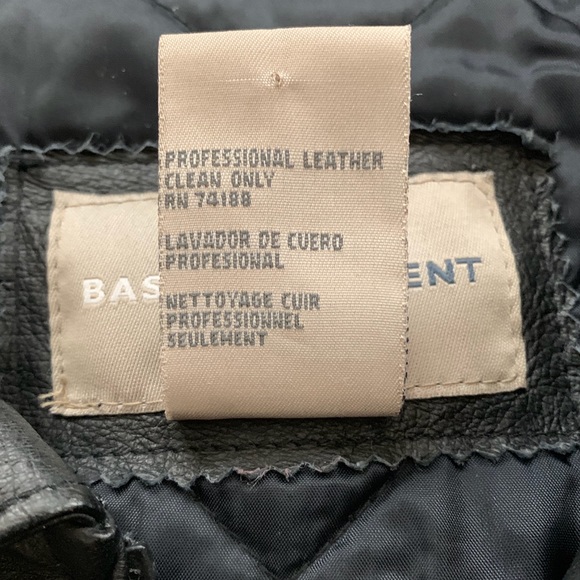 PROFESSIONAL LEATHER
CLEAN ONLY
RN 74188
LAVADOR DE CUERO
PROFESIONAL
NETTOYAGE CUIR
PROFESSIONNEL
SEULEMENT
BAS
ENT